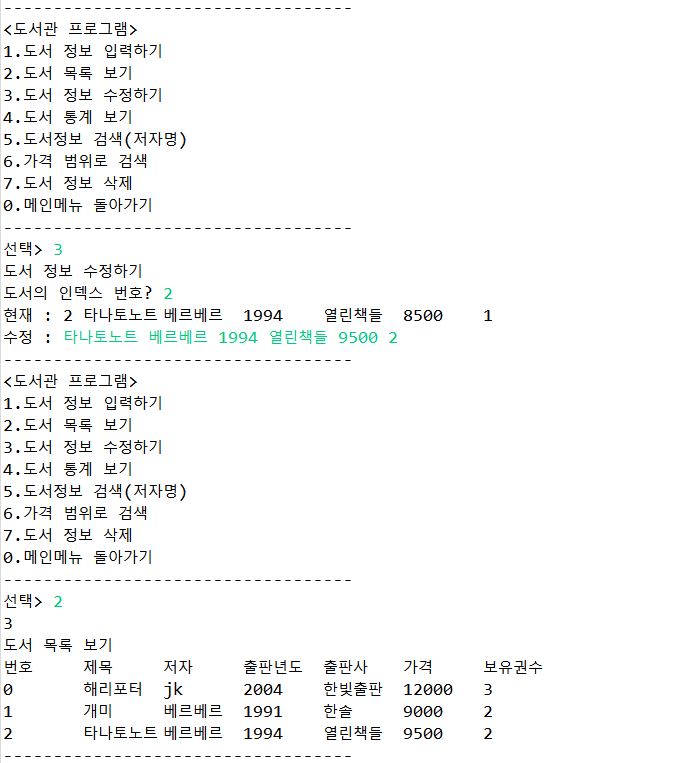 -----------------------------------
<도서관 프로그램>
1.도서 정보 입력하기
2.도서 목록 보기
3.도서 정보 수정하기
4.도서 통계 보기
5.도서정보 검색(저자명)
6.가격 범위로 검색
7.도서 정보 삭제
0.메인메뉴 돌아가기
-----------------------------------
선택> 3
도서 정보 수정하기
도서의 인덱스 번호? 2
현재 : 2 타나토노트 베르베르 1994 열린책들 8500 1
수정 : 타나토노트 베르베르 1994 열린책들 9500 2
-----------------------------------
<도서관 프로그램>
1.도서 정보 입력하기
2.도서 목록 보기
3.도서 정보 수정하기
4.도서 통계 보기
5.도서정보 검색(저자명)
6.가격 범위로 검색
7.도서 정보 삭제
0.메인메뉴 돌아가기
-----------------------------------
선택> 2
3
도서 목록 보기
번호 제목 저자 출판년도 출판사 가격 보유권수
0 해리포터 jk 2004 한빛출판 12000 3
1 개미 베르베르 1991 한솔 9000 2
2 타나토노트 베르베르 1994 열린책들 9500 2
-----------------------------------